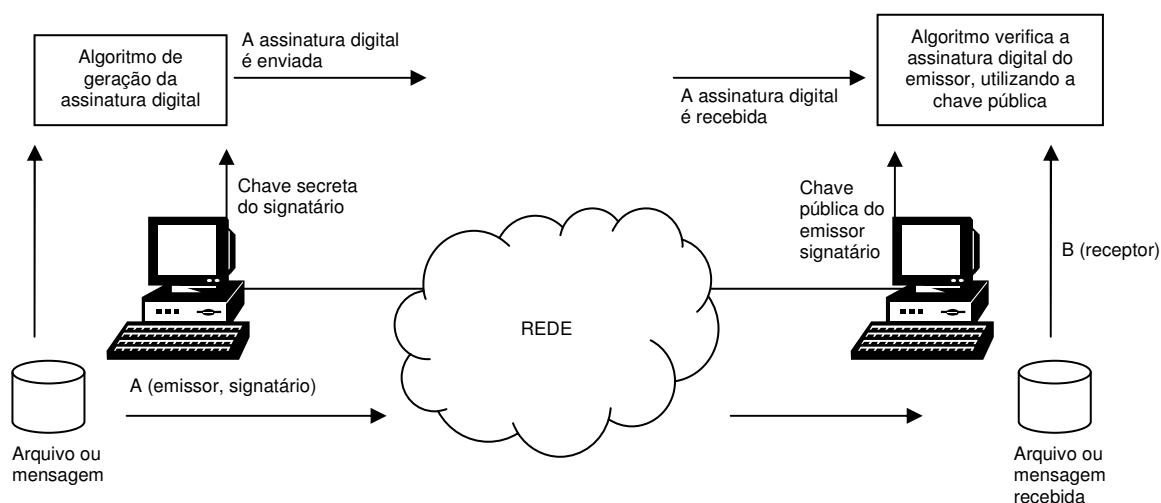 Algoritmo de
geração da
assinatura digital
A assinatura digital
é enviada
A assinatura digital
é recebida
Algoritmo verifica a
assinatura digital do
emissor, utilizando a
chave pública
Chave secreta
do signatário
Chave
pública do
emissor
signatário
B (receptor)
REDE
A (emissor, signatário)
Arquivo ou
mensagem
Arquivo ou
mensagem
recebida